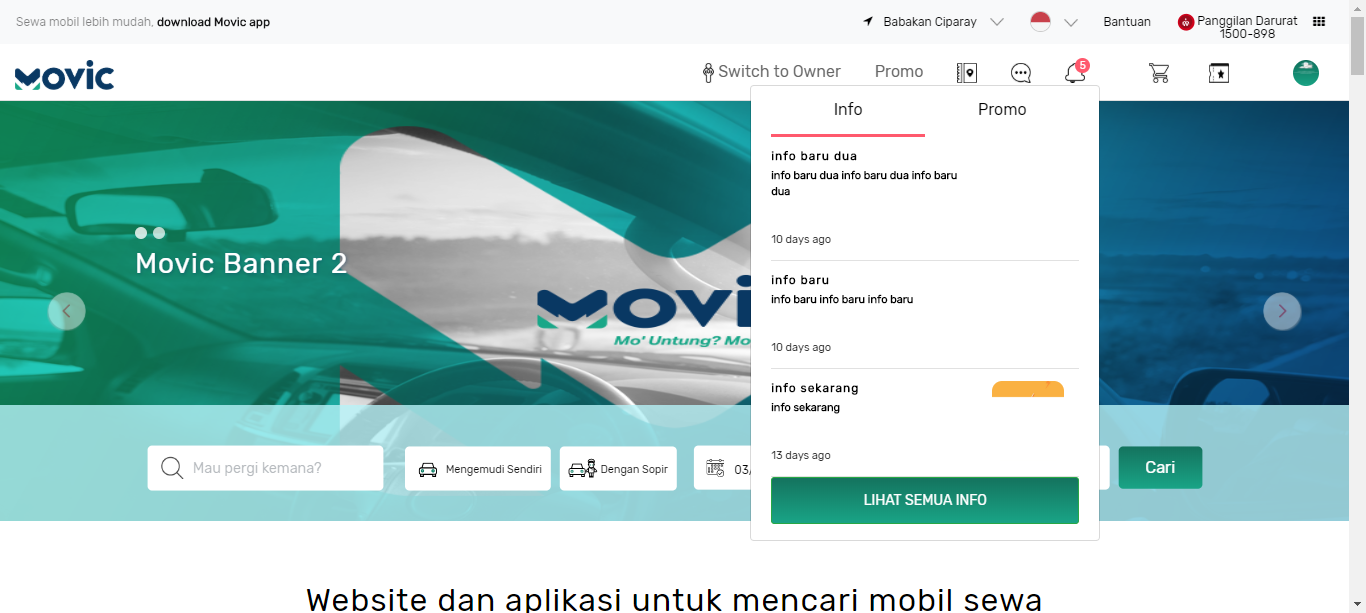 Sewa mobil lebih mudah, download Movic app
Babakan Ciparay
Bantuan
Panggilan Darurat
1500-898
MOVIC
Switch to Owner
Promo
5
Info
Promo
info baru dua
info baru dua info baru dua info baru
dua
10 days ago
info baru
info baru info baru info baru
10 days ago
info sekarang
info sekarang
13 days ago
LIHAT SEMUA INFO
Movic Banner 2
Mo' Untung? Mo
Mau pergi kemana?
Mengemudi Sendiri
Dengan Sopir
03/
Cari
Website dan aplikasi untuk mencari mobil sewa